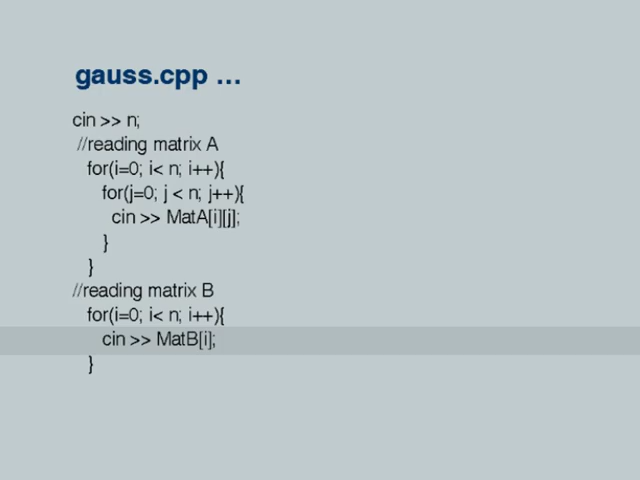 gauss.cpp …
cin >> n;
//reading matrix A
for(i=0; i< n; i++){
for(j=0; j < n; j++){
cin >> MatA[i][j];
}
}
//reading matrix B
for(i=0; i< n; i++){
cin >> MatB[i];
}